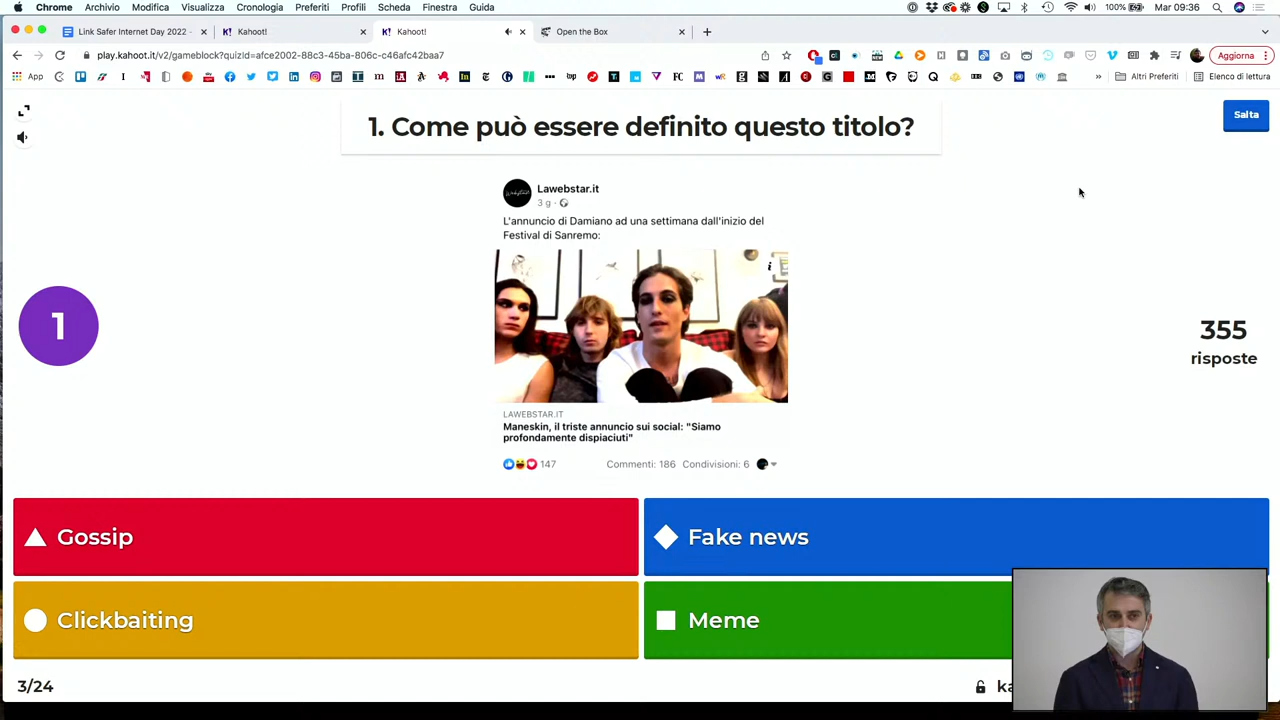 Chrome Archivio Modifica Visualizza Cronologia Preferiti Profili Scheda Finestra Guida 100% Mar 09:36
Link Safer Internet Day 2022 - Kahoot! Kahoot! Open the Box
play.kahoot.it/v2/gameblock?quizId=afce2002-88c3-45ba-806c-c46afc42baa7 Aggiorna
App Altri Preferiti Elenco di lettura
1. Come può essere definito questo titolo?
Salta
Lawebstar.it
3 g
L'annuncio di Damiano ad una settimana dall'inizio del
Festival di Sanremo:
1
355
risposte
LAWEBSTAR.IT
Maneskin, il triste annuncio sui social: "Siamo
profondamente dispiaciuti"
147 Commenti: 186 Condivisioni: 6
Gossip
Fake news
Clickbaiting
Meme
3/24